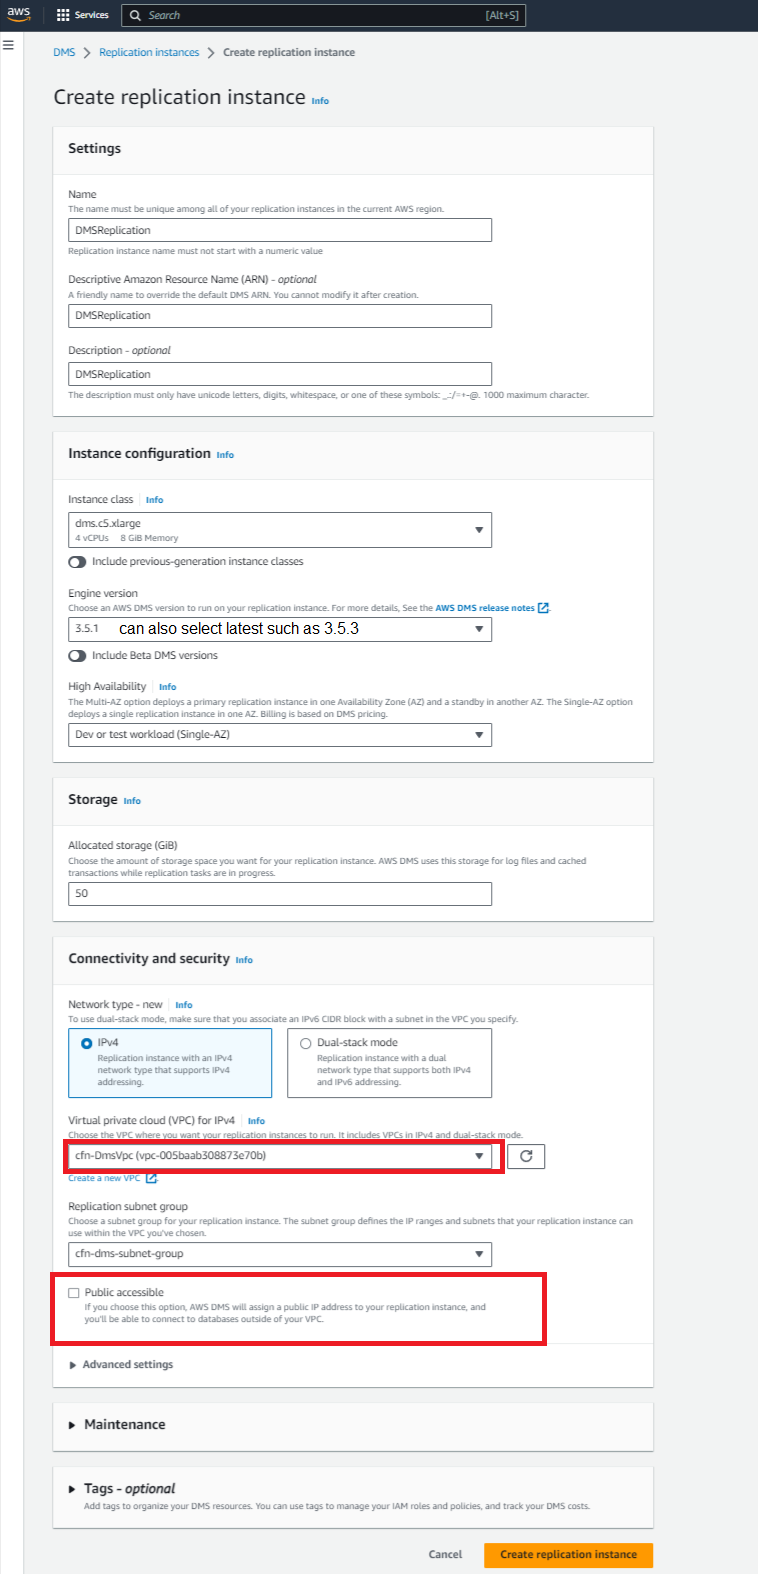 aws
Services
Search
[Alt+S]
DMS > Replication instances > Create replication instance
Create replication instance Info
Settings
Name
The name must be unique among all of your replication instances in the current AWS region.
DMSReplication
Replication instance name must not start with a numeric value
Descriptive Amazon Resource Name (ARN) - optional
A friendly name to override the default DMS ARN. You cannot modify it after creation.
DMSReplication
Description - optional
DMSReplication
The description must only have unicode letters, digits, whitespace, or one of these symbols: _.:/=+-@. 1000 maximum character.
Instance configuration Info
Instance class Info
dms.c5.xlarge
4 vCPUs 8 GiB Memory
Include previous-generation instance classes
Engine version
Choose an AWS DMS version to run on your replication instance. For more details, See the AWS DMS release notes.
3.5.1 can also select latest such as 3.5.3
Include Beta DMS versions
High Availability Info
The Multi-AZ option deploys a primary replication instance in one Availability Zone (AZ) and a standby in another AZ. The Single-AZ option
deploys a single replication instance in one AZ. Billing is based on DMS pricing.
Dev or test workload (Single-AZ)
Storage Info
Allocated storage (GiB)
Choose the amount of storage space you want for your replication instance. AWS DMS uses this storage for log files and cached
transactions while replication tasks are in progress.
50
Connectivity and security Info
Network type - new Info
To use dual-stack mode, make sure that you associate an IPv6 CIDR block with a subnet in the VPC you specify.
IPv4
Replication instance with an IPv4
network type that supports IPv4
addressing.
Dual-stack mode
Replication instance with a dual
network type that supports both IPv4
and IPv6 addressing.
Virtual private cloud (VPC) for IPv4 Info
Choose the VPC where you want your replication instances to run. It includes VPCs in IPv4 and dual-stack mode.
cfn-DmsVpc (vpc-005baab308873e70b)
Create a new VPC
Replication subnet group
Choose a subnet group for your replication instance. The subnet group defines the IP ranges and subnets that your replication instance can
use within the VPC you've chosen.
cfn-dms-subnet-group
Public accessible
If you choose this option, AWS DMS will assign a public IP address to your replication instance, and
you'll be able to connect to databases outside of your VPC.
Advanced settings
Maintenance
Tags - optional
Add tags to organize your DMS resources. You can use tags to manage your IAM roles and policies, and track your DMS costs.
Cancel
Create replication instance